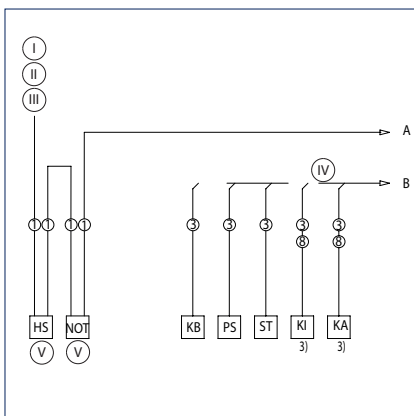 I
II
III
A
IV
B
1 1 1 1 3 3 3 3 3
8 8
HS NOT KB PS ST KI KA
V V 3) 3)